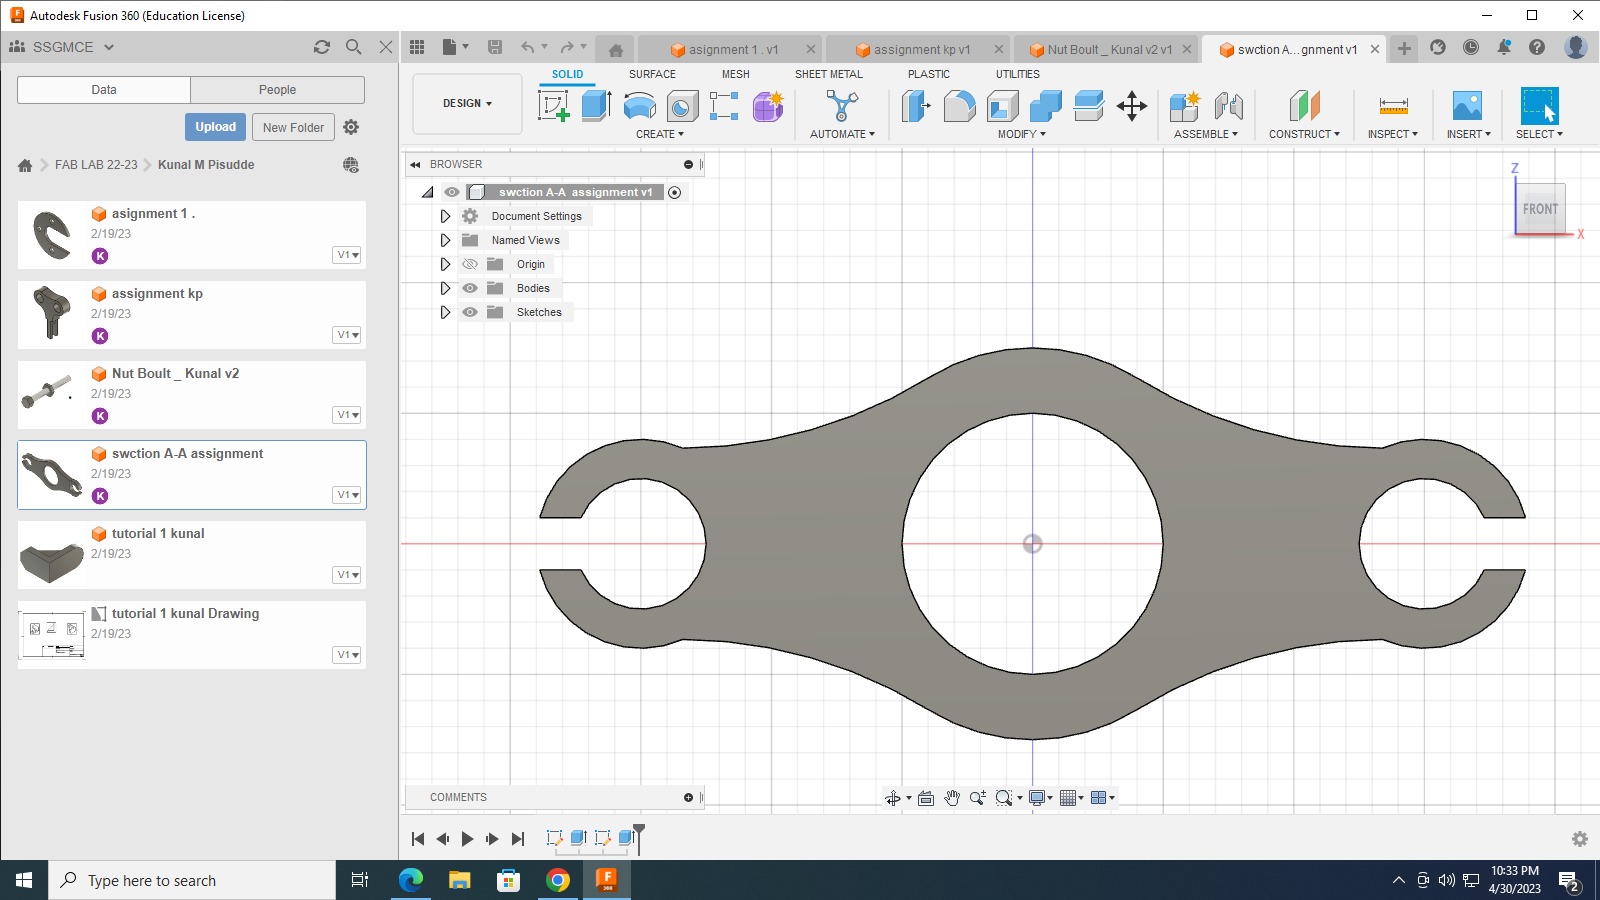 Autodesk Fusion 360 (Education License)
SSGMCE
asignment 1 . v1
assignment kp v1
Nut Boult _ Kunal v2 v1
swction A...gnment v1
Data
People
Upload
New Folder
FAB LAB 22-23
Kunal M Pisudde
DESIGN
SOLID
SURFACE
MESH
SHEET METAL
PLASTIC
UTILITIES
CREATE
AUTOMATE
MODIFY
ASSEMBLE
CONSTRUCT
INSPECT
INSERT
SELECT
asignment 1 .
2/19/23
K
V1
assignment kp
2/19/23
K
V1
Nut Boult _ Kunal v2
2/19/23
K
V1
swction A-A assignment
2/19/23
K
V1
tutorial 1 kunal
2/19/23
V1
tutorial 1 kunal Drawing
2/19/23
V1
BROWSER
swction A-A assignment v1
Document Settings
Named Views
Origin
Bodies
Sketches
Z
FRONT
X
COMMENTS
Type here to search
F
360
10:33 PM
4/30/2023
2